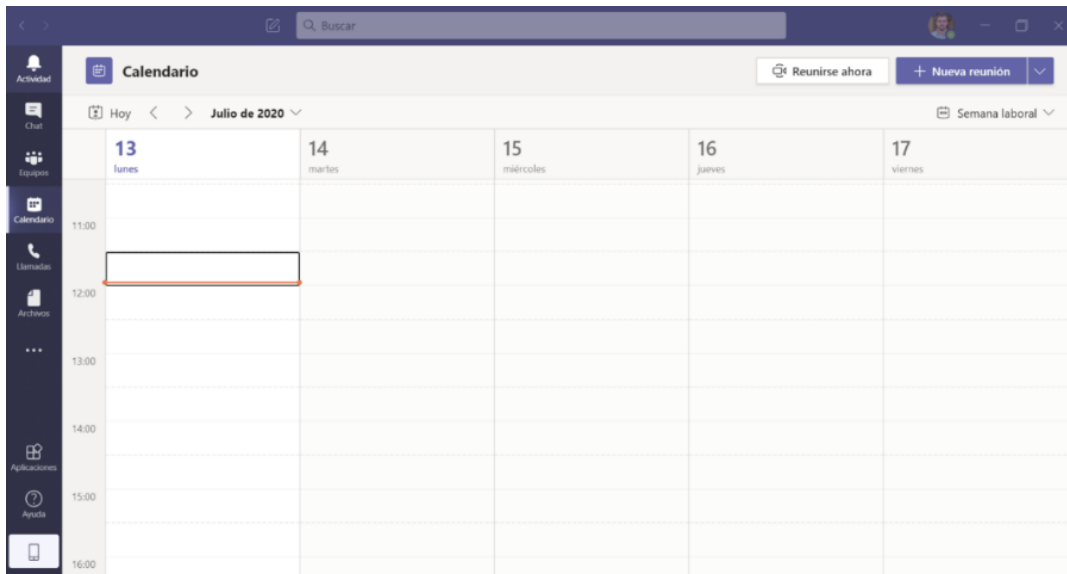 Buscar
Actividad
Chat
Equipos
Calendario
Llamadas
Archivos
Aplicaciones
Ayuda
Calendario
Reunirse ahora
+ Nueva reunión
Hoy
Julio de 2020
Semana laboral
13
lunes
14
martes
15
miércoles
16
jueves
17
viernes
11:00
12:00
13:00
14:00
15:00
16:00